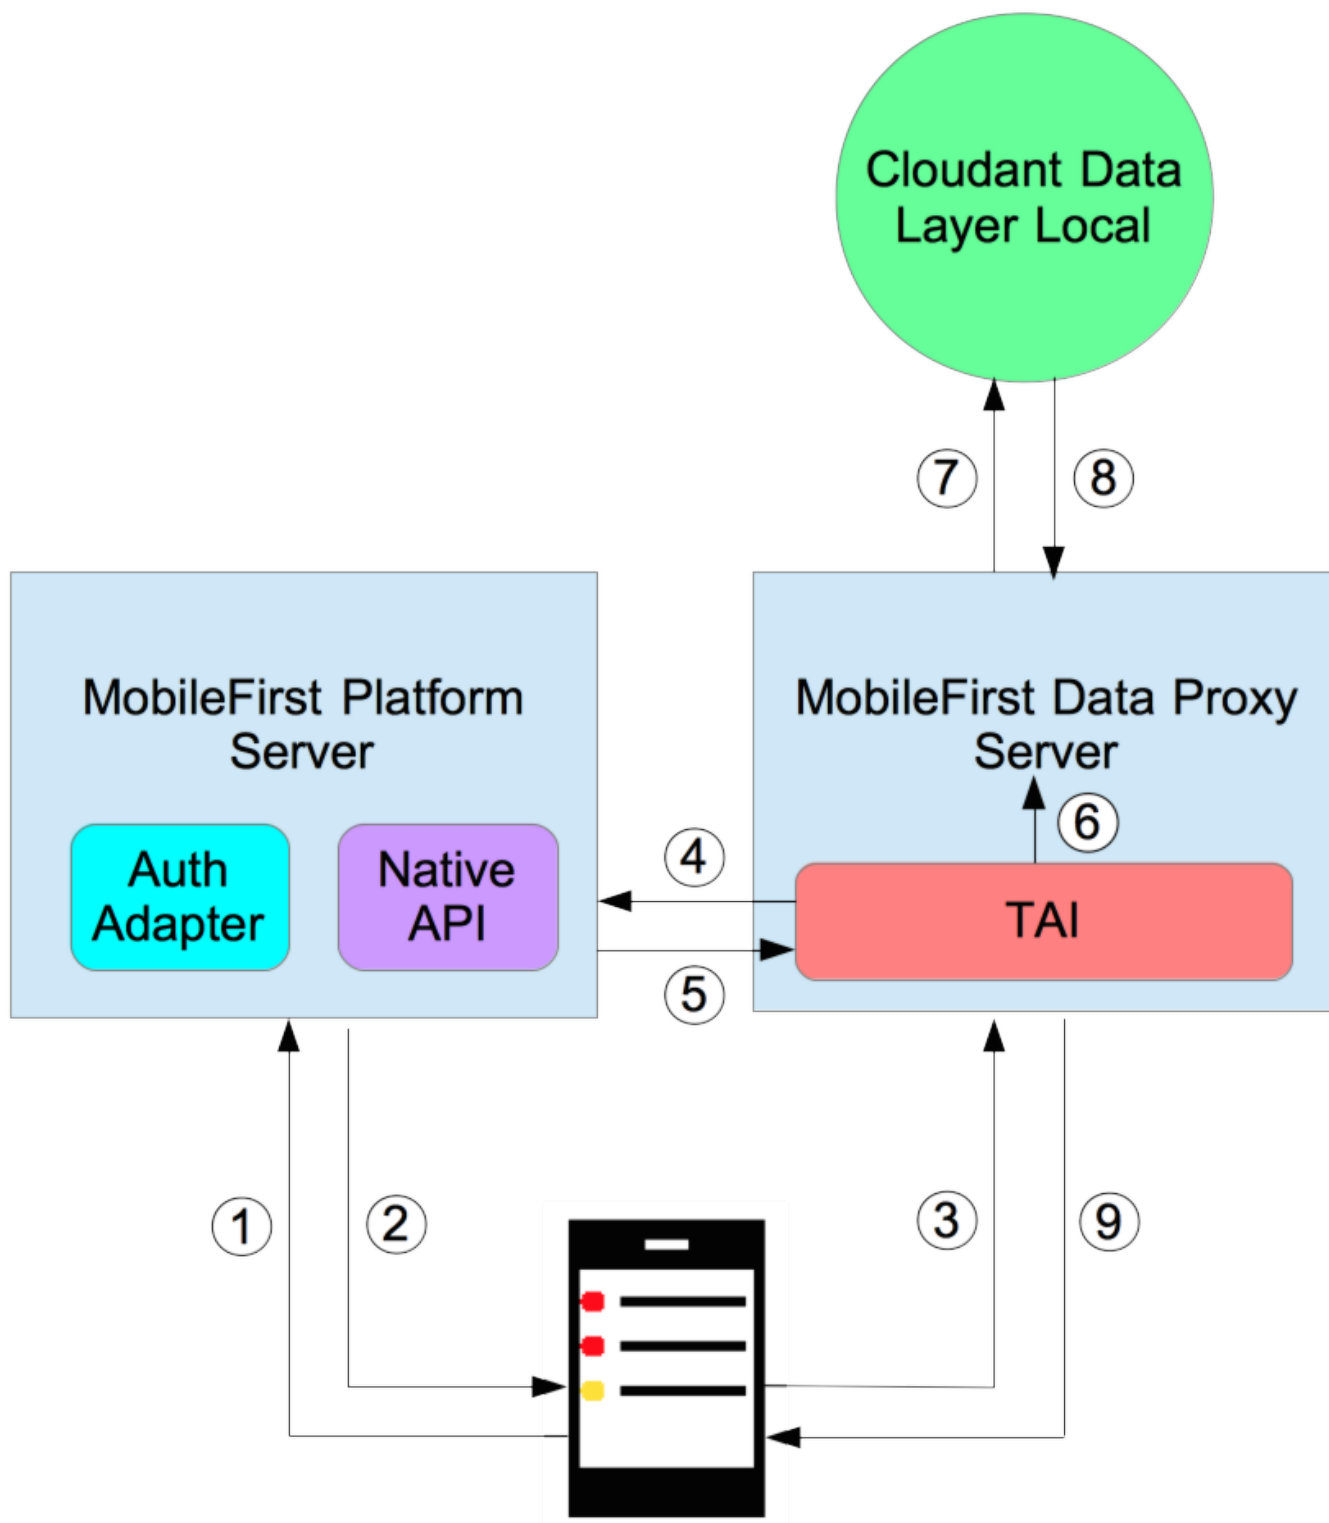 Cloudant Data
Layer Local
7
8
MobileFirst Platform
Server
MobileFirst Data Proxy
Server
6
Auth
Adapter
Native
API
4
TAI
5
1
2
3
9